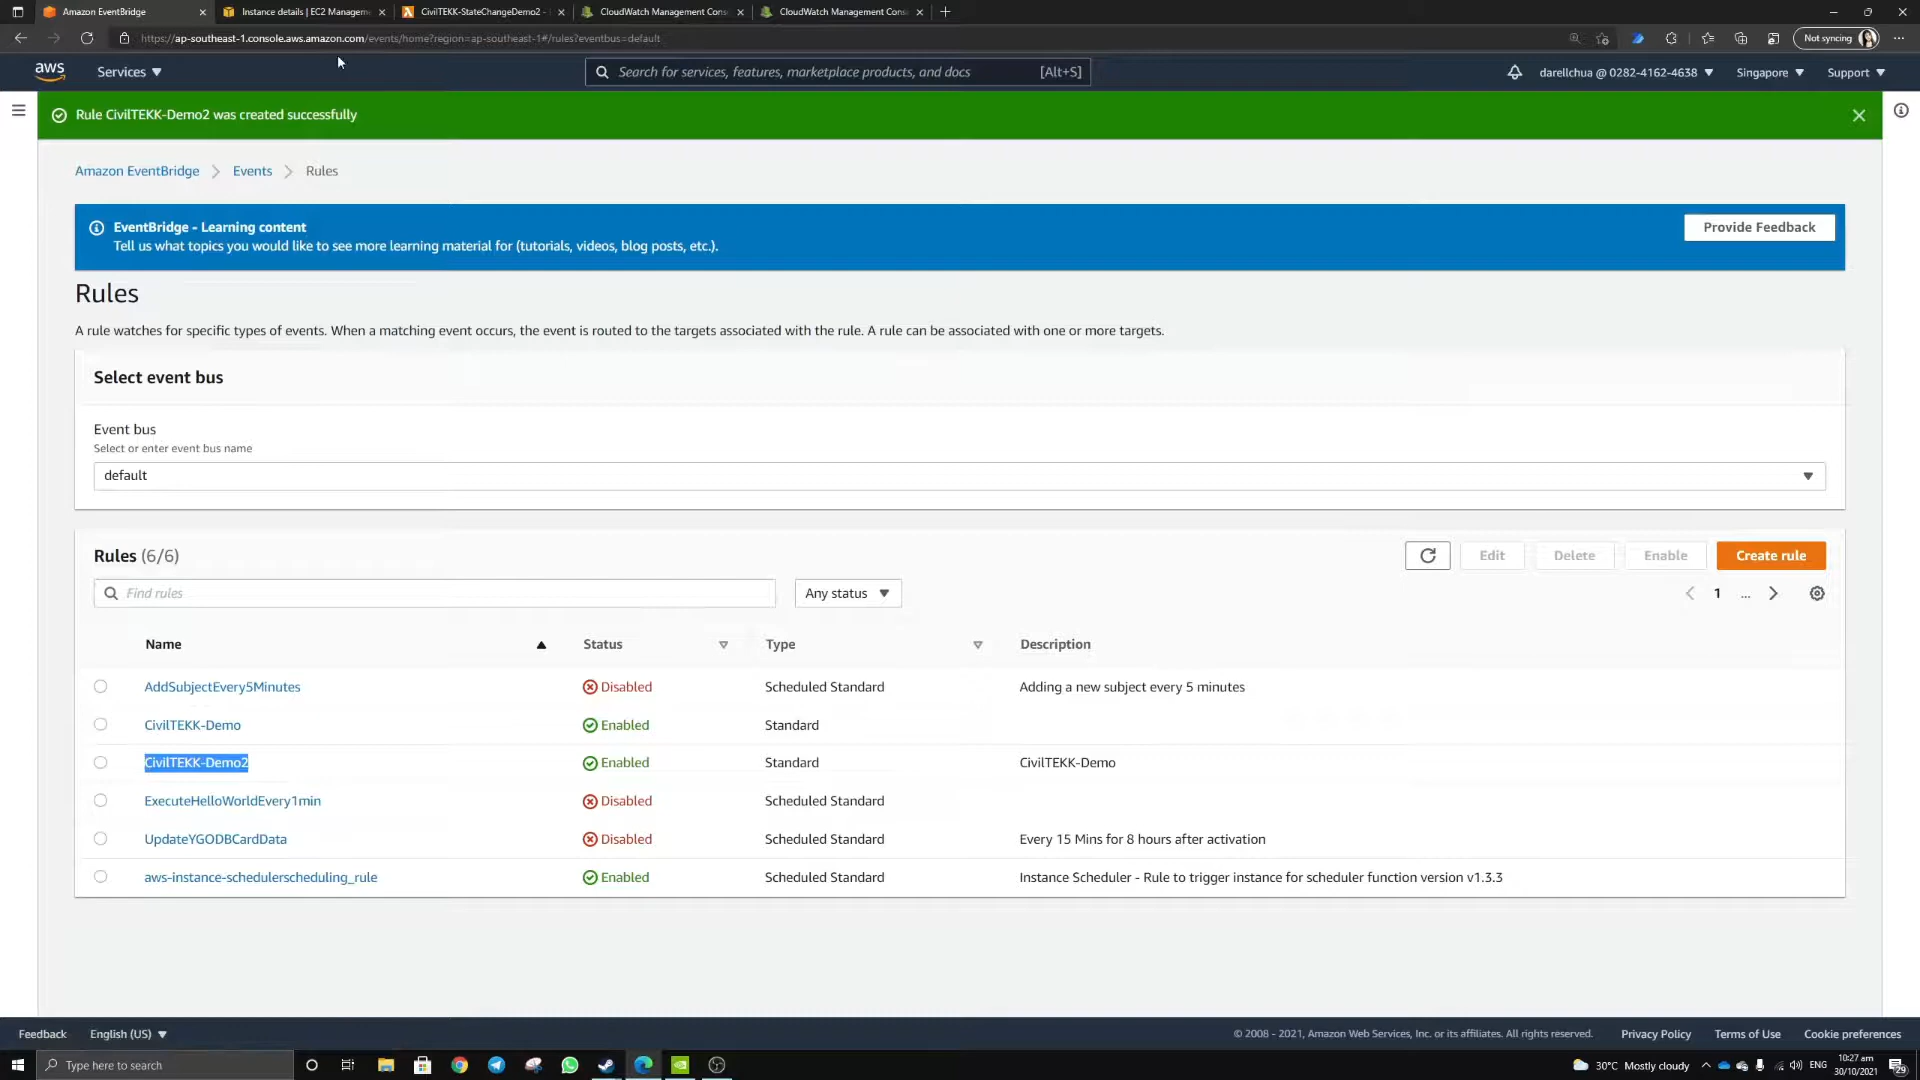 Amazon EventBridge
Instance details | EC2 Managem
CivilTEKK-StateChangeDemo2 -
CloudWatch Management Cons
CloudWatch Management Cons
https://ap-southeast-1.console.aws.amazon.com/events/home?region=ap-southeast-1#/rules?eventbus=default
Not syncing
aws
Services
Search for services, features, marketplace products, and docs
[Alt+S]
darellchua @ 0282-4162-4638
Singapore
Support
Rule CivilTEKK-Demo2 was created successfully
Amazon EventBridge
Events
Rules
EventBridge - Learning content
Tell us what topics you would like to see more learning material for (tutorials, videos, blog posts, etc.).
Provide Feedback
Rules
A rule watches for specific types of events. When a matching event occurs, the event is routed to the targets associated with the rule. A rule can be associated with one or more targets.
Select event bus
Event bus
Select or enter event bus name
default
Rules (6/6)
Edit
Delete
Enable
Create rule
Find rules
Any status
1
...
Name Status Type Description
AddSubjectEvery5Minutes Disabled Scheduled Standard Adding a new subject every 5 minutes
CivilTEKK-Demo Enabled Standard
CivilTEKK-Demo2 Enabled Standard CivilTEKK-Demo
ExecuteHelloWorldEvery1min Disabled Scheduled Standard
UpdateYGODBCardData Disabled Scheduled Standard Every 15 Mins for 8 hours after activation
aws-instance-schedulerscheduling_rule Enabled Scheduled Standard Instance Scheduler - Rule to trigger instance for scheduler function version v1.3.3
Feedback
English (US)
© 2008 - 2021, Amazon Web Services, Inc. or its affiliates. All rights reserved.
Privacy Policy
Terms of Use
Cookie preferences
Type here to search
30°C Mostly cloudy
ENG
10:27 am
30/10/2021
29